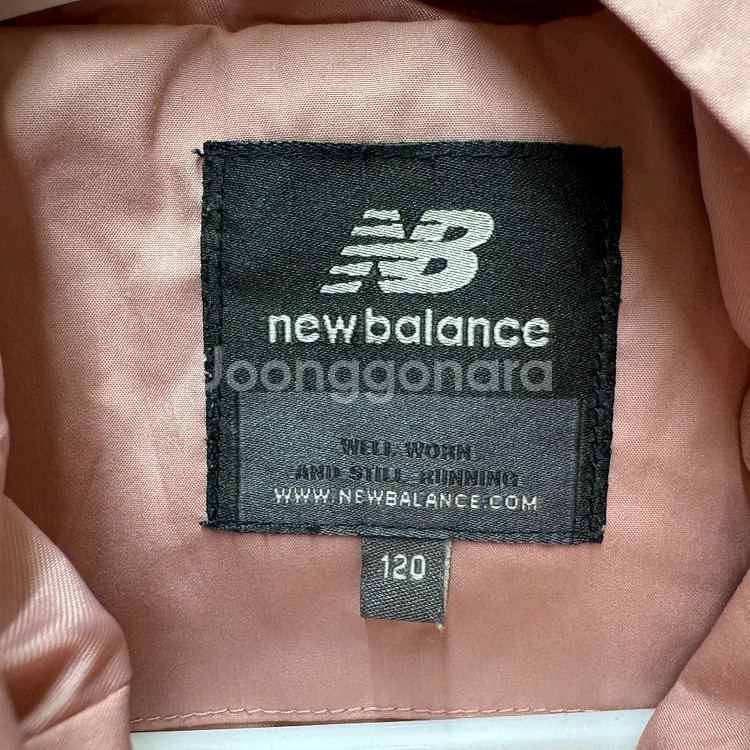 NB
new balance
Joonggonara
WELL WORN
AND STILL RUNNING
WWW.NEWBALANCE.COM
120